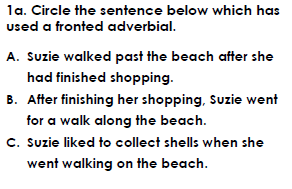 1a. Circle the sentence below which has
used a fronted adverbial.
A. Suzie walked past the beach after she
had finished shopping.
B. After finishing her shopping, Suzie went
for a walk along the beach.
C. Suzie liked to collect shells when she
went walking on the beach.